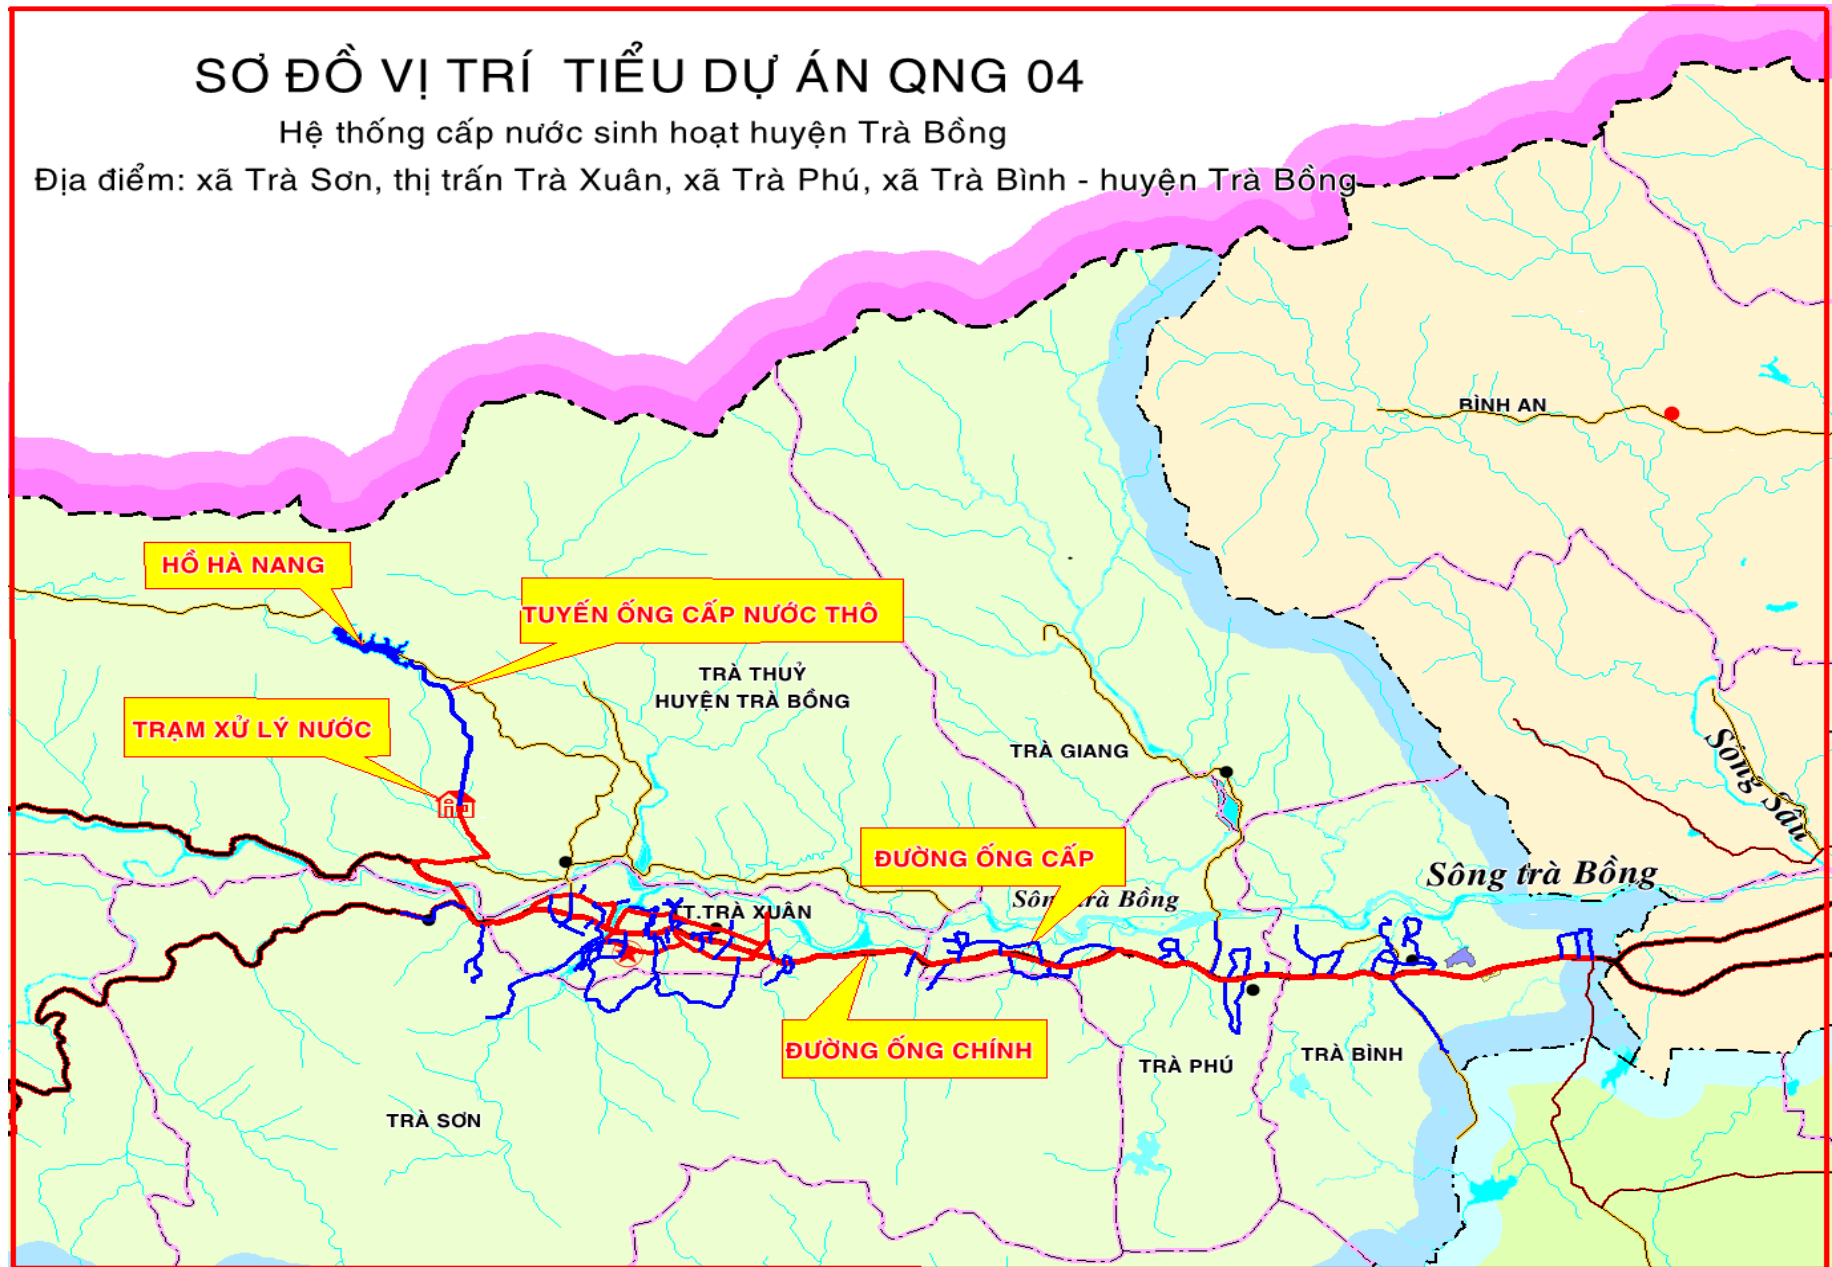 SƠ ĐỒ VỊ TRÍ TIỂU DỰ ÁN QNG 04
Hệ thống cấp nước sinh hoạt huyện Trà Bồng
Địa điểm: xã Trà Sơn, thị trấn Trà Xuân, xã Trà Phú, xã Trà Bình - huyện Trà Bồng
BÌNH AN
HỒ HÀ NANG
TUYẾN ỐNG CẤP NƯỚC THÔ
TRÀ THUỶ
HUYỆN TRÀ BỒNG
TRẠM XỬ LÝ NƯỚC
TRÀ GIANG
Sông Sâu
ĐƯỜNG ỐNG CẤP
Sông trà Bồng
Sông trà Bồng
T.TRÀ XUÂN
ĐƯỜNG ỐNG CHÍNH
TRÀ PHÚ
TRÀ BÌNH
TRÀ SƠN